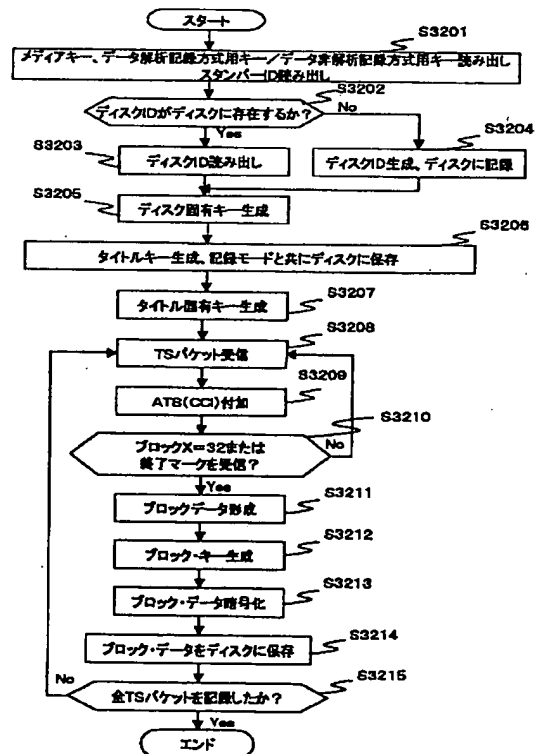 スタート
S3201
メディアキー、データ解析記録方式用キー/データ非解析記録方式用キー読み出し
スタンパーID読み出し
S3202
ディスクIDがディスクに存在するか?
No
Yes
S3203
ディスクID読み出し
S3204
ディスクID生成、ディスクに記録
S3205
ディスク固有キー生成
S3206
タイトルキー生成、記録モードと共にディスクに保存
S3207
タイトル固有キー生成
S3208
TSパケット受信
S3209
ATS(CCI)付加
S3210
ブロックX=32または
終了マークを受信?
No
Yes
S3211
ブロックデータ形成
S3212
ブロック・キー生成
S3213
ブロック・データ暗号化
S3214
ブロック・データをディスクに保存
S3215
No
全TSパケットを記録したか?
Yes
エンド